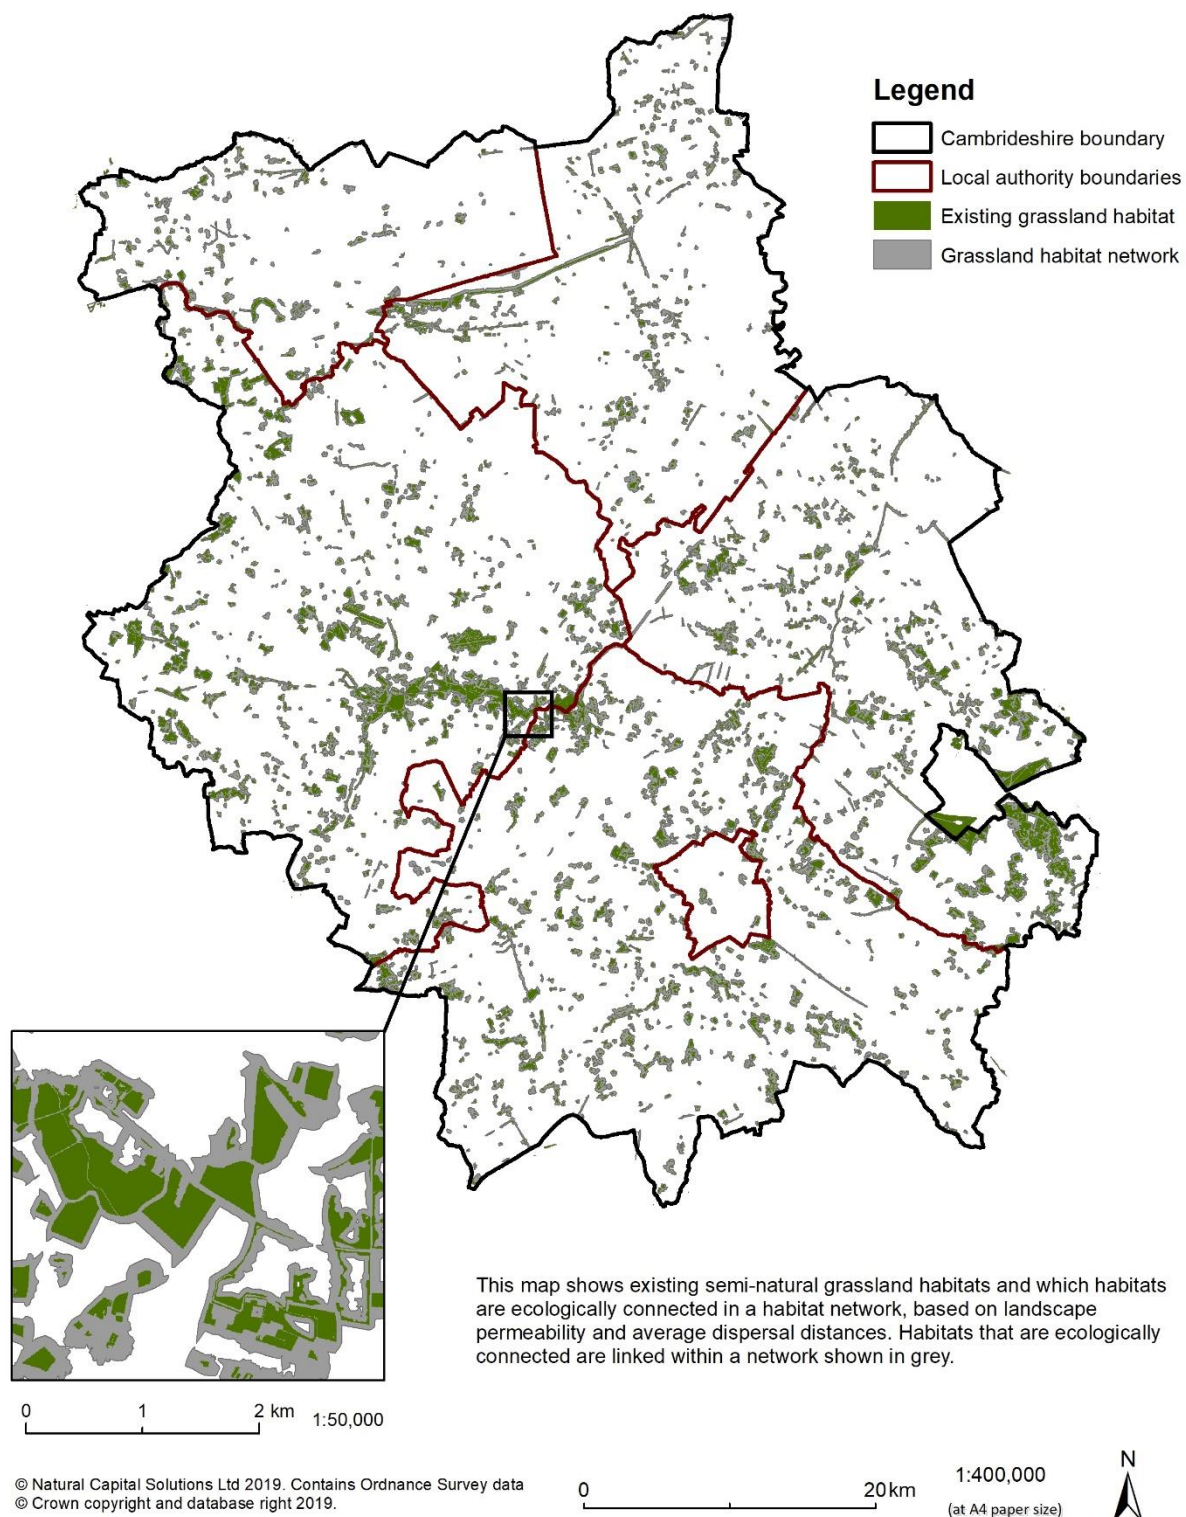 Legend
Cambrideshire boundary
Local authority boundaries
Existing grassland habitat
Grassland habitat network
This map shows existing semi-natural grassland habitats and which habitats
are ecologically connected in a habitat network, based on landscape
permeability and average dispersal distances. Habitats that are ecologically
connected are linked within a network shown in grey.
0 1 2 km 1:50,000
© Natural Capital Solutions Ltd 2019. Contains Ordnance Survey data
© Crown copyright and database right 2019.
0 20 km
1:400,000
(at A4 paper size)
N